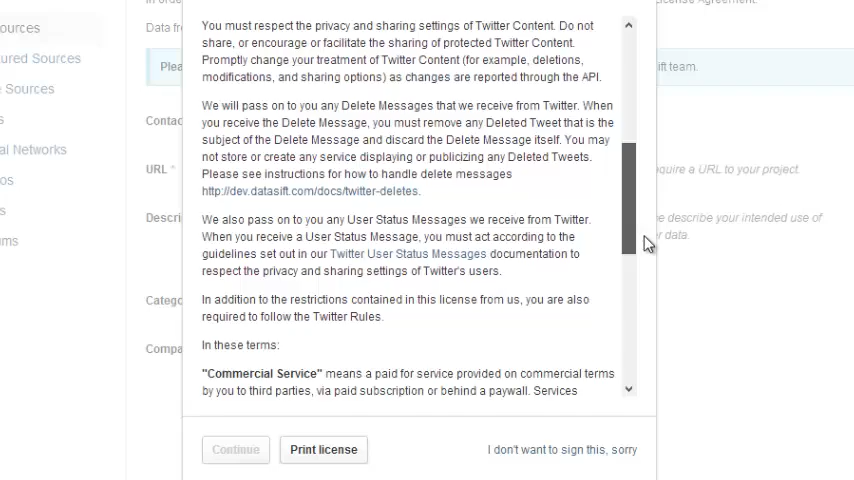 In orde
License Agreement.
Data fro
Sources
tured Sources
e Sources
s
al Networks
os
s
ms
Plea
ift team.
Contac
URL *
quire a URL to your project.
Descri
e describe your intended use of
r data.
Catego
Compa
You must respect the privacy and sharing settings of Twitter Content. Do not
share, or encourage or facilitate the sharing of protected Twitter Content.
Promptly change your treatment of Twitter Content (for example, deletions,
modifications, and sharing options) as changes are reported through the API.
We will pass on to you any Delete Messages that we receive from Twitter. When
you receive the Delete Message, you must remove any Deleted Tweet that is the
subject of the Delete Message and discard the Delete Message itself. You may
not store or create any service displaying or publicizing any Deleted Tweets.
Please see instructions for how to handle delete messages
http://dev.datasift.com/docs/twitter-deletes.
We also pass on to you any User Status Messages we receive from Twitter.
When you receive a User Status Message, you must act according to the
guidelines set out in our Twitter User Status Messages documentation to
respect the privacy and sharing settings of Twitter's users.
In addition to the restrictions contained in this license from us, you are also
required to follow the Twitter Rules.
In these terms:
"Commercial Service" means a paid for service provided on commercial terms
by you to third parties, via paid subscription or behind a paywall. Services
Continue
Print license
I don't want to sign this, sorry